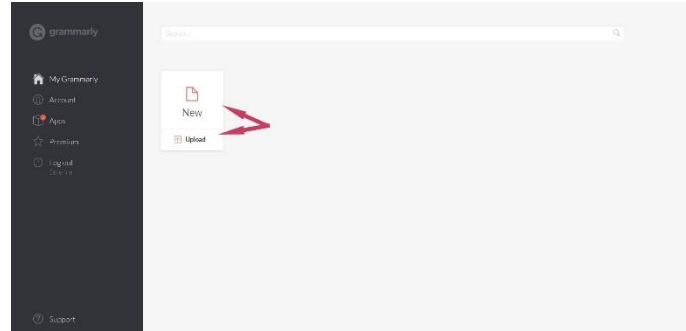 grammarly
Search...
My Grammarly
Account
Apps
Premium
Log out
New
Upload
Support